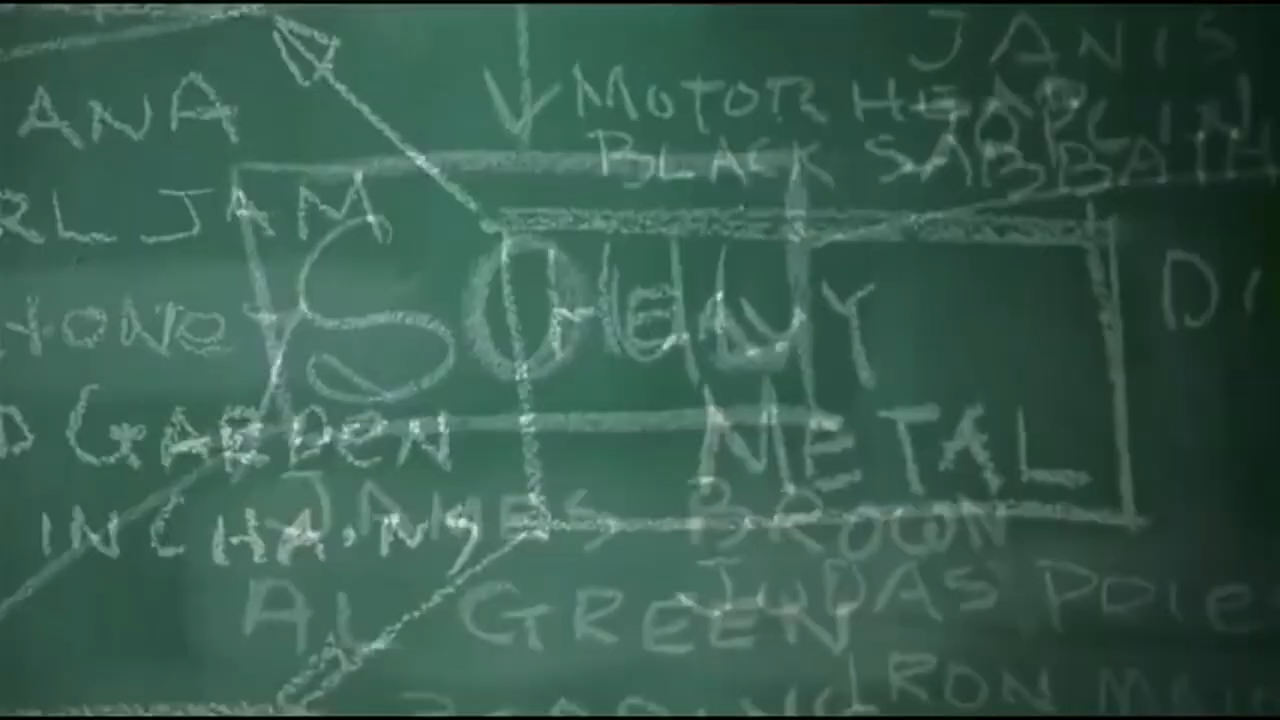 JANIS
JOPLIN
ANA
MOTORHEAD
BLACK SABBATH
RL JAM
SOUL
HEAVY
METAL
D GARDEN
IN CHAINS
JAMES BROWN
AL GREEN
JUDAS
IRON MAI